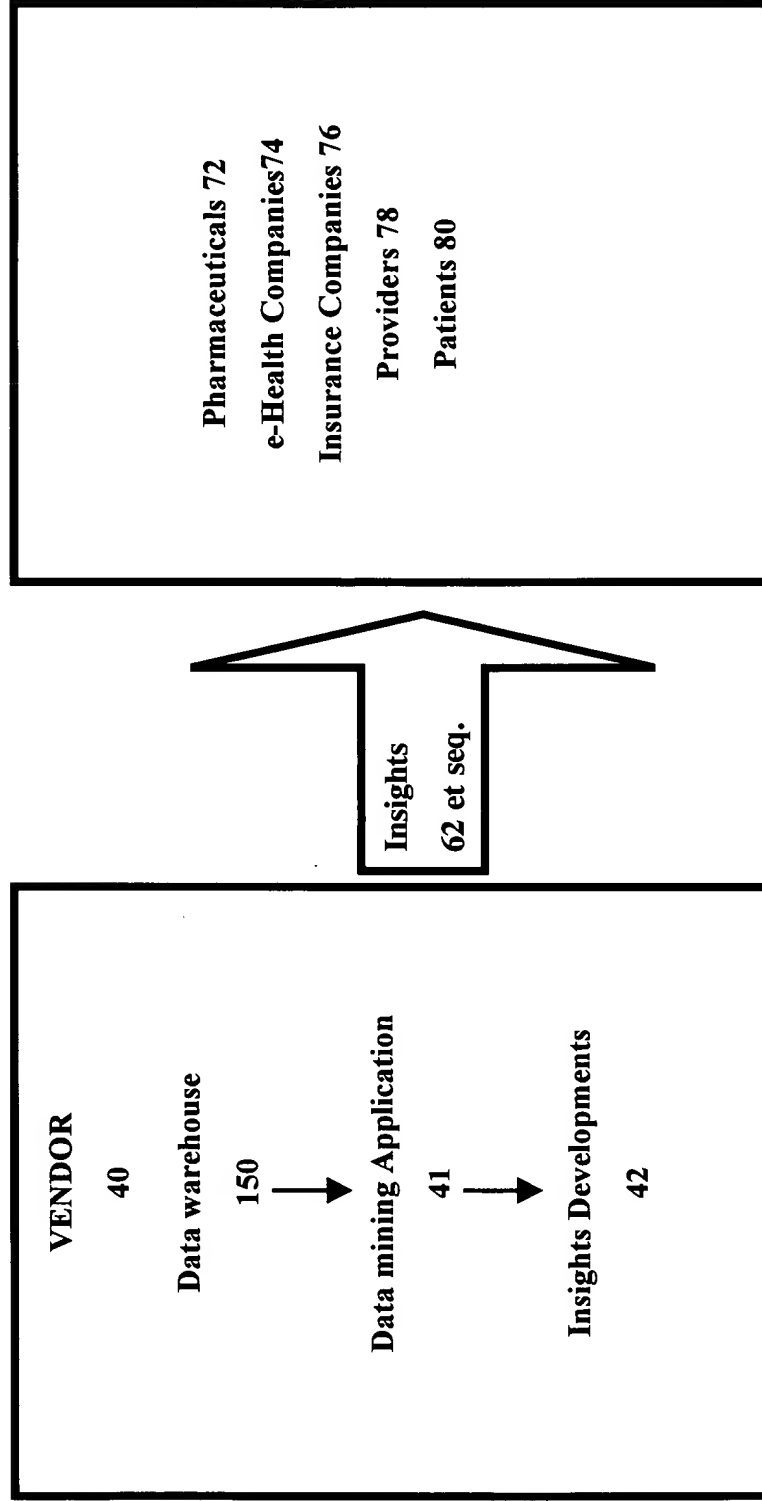 VENDOR
40
Data warehouse
150
Data mining Application
41
Insights Developments
42
Insights
62 et seq.
Pharmaceuticals 72
e-Health Companies74
Insurance Companies 76
Providers 78
Patients 80